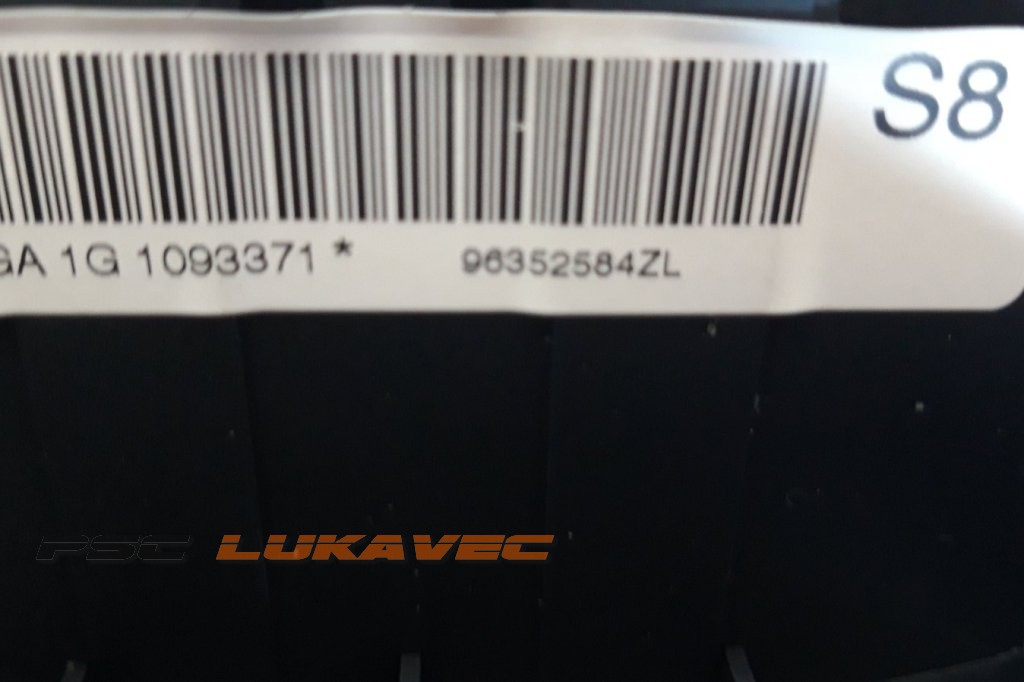 S8
GA 1G 1093371 * 96352584ZL
PSC LUKAVEC